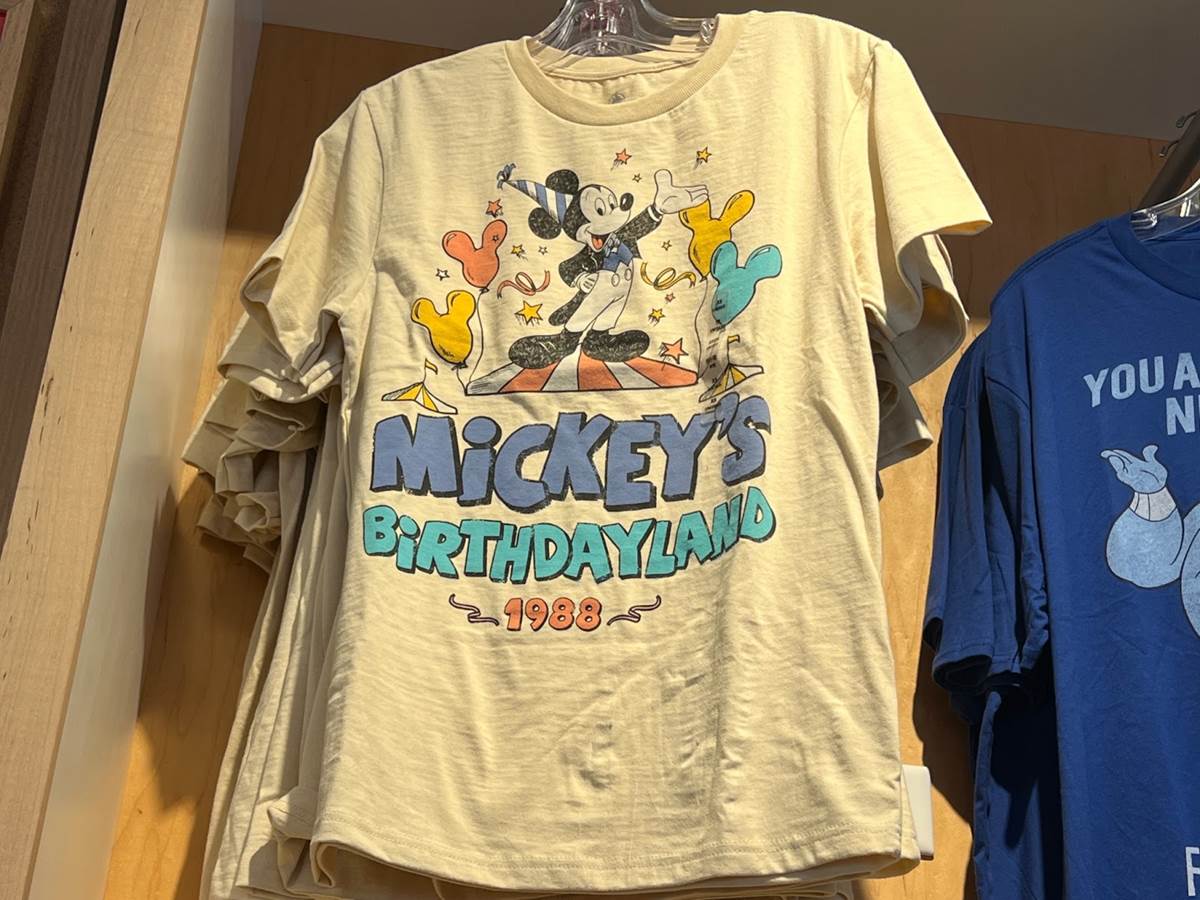 MiCKEY'S
BiRTHDAYLAND
1988
YOU A
N
F